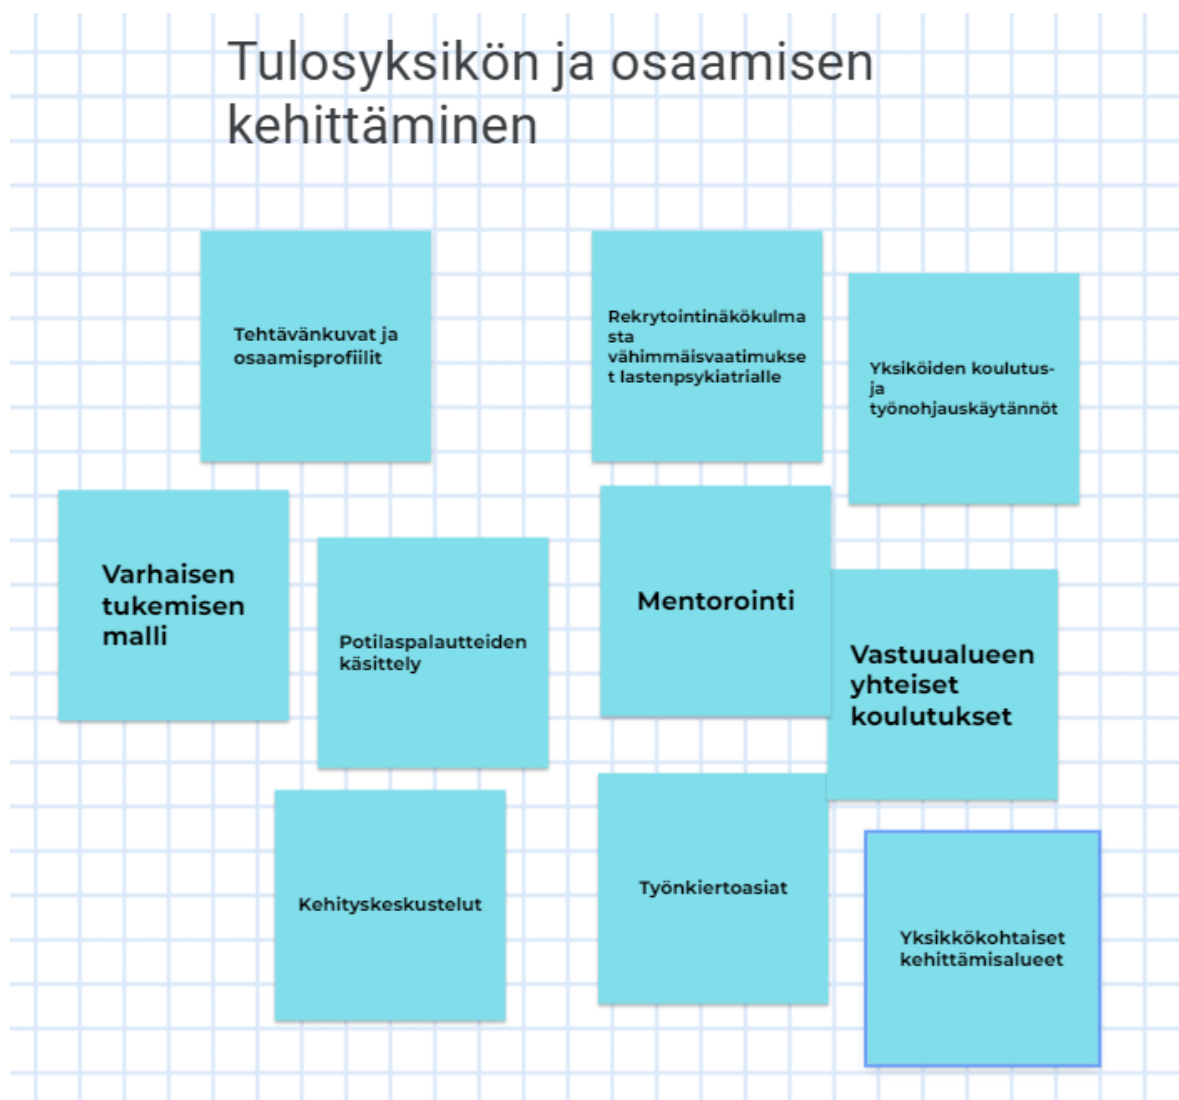 Tulosyksikön ja osaamisen
kehittäminen
Tehtävänkuvat ja
osaamisprofiilit
Rekrytointinäkökulma
sta
vähimmäisvaatimukse
t lastenpsykiatrialle
Yksiköiden koulutus-
ja
työnohjauskäytännöt
Varhaisen
tukemisen
malli
Potilaspalautteiden
käsittely
Mentorointi
Vastuualueen
yhteiset
koulutukset
Kehityskeskustelut
Työnkiertoasiat
Yksikkökohtaiset
kehittämisalueet